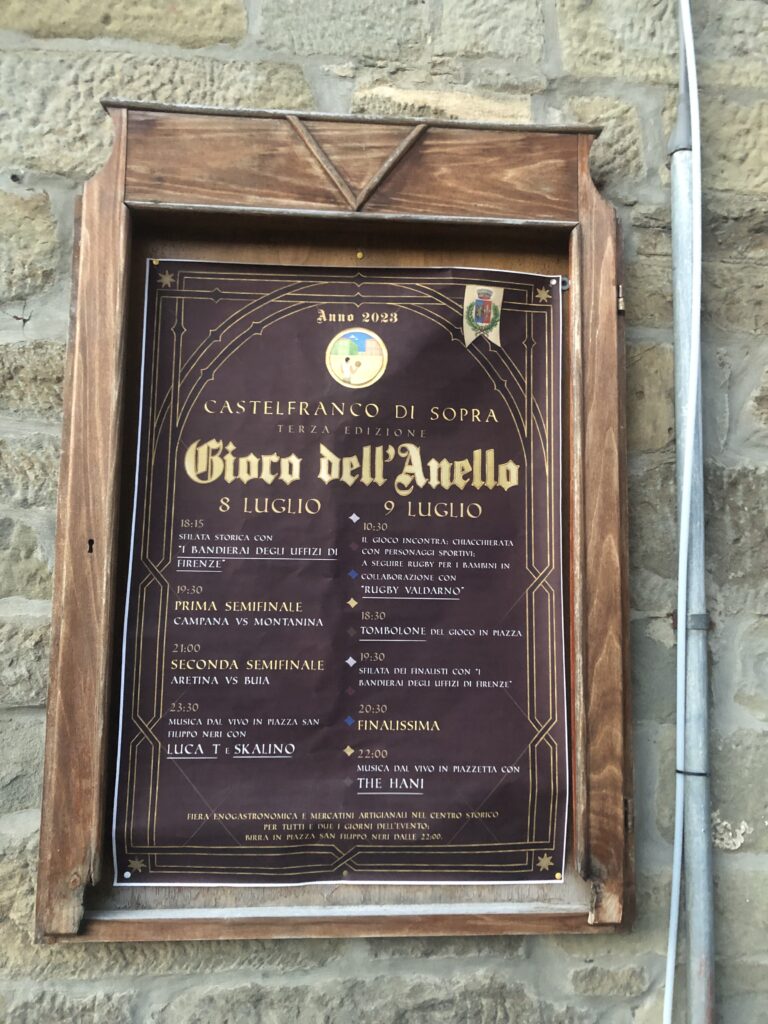 Anno 2023
CASTELFRANCO DI SOPRA
TERZA EDIZIONE
Gioco dell'Anello
8 LUGLIO
18:15
SFILATA STORICA CON
"I BANDIERAI DEGLI UFFIZI DI
FIRENZE"
19:30
PRIMA SEMIFINALE
CAMPANA VS MONTANINA
21:00
SECONDA SEMIFINALE
ARETINA VS BUIA
23:30
MUSICA DAL VIVO IN PIAZZA SAN
FILIPPO NERI CON
LUCA T E SKALINO
9 LUGLIO
10:30
IL GIOCO INCONTRA: CHIACCHIERATA
CON PERSONAGGI SPORTIVI;
A SEGUIRE RUGBY PER I BAMBINI IN
COLLABORAZIONE CON
"RUGBY VALDARNO"
18:30
TOMBOLONE DEL GIOCO IN PIAZZA
19:30
SFILATA DEI FINALISTI CON "I
BANDIERAI DEGLI UFFIZI DI FIRENZE"
20:30
FINALISSIMA
22:00
MUSICA DAL VIVO IN PIAZZETTA CON
THE HANI
FIERA ENOGASTRONOMICA E MERCATINI ARTIGIANALI NEL CENTRO STORICO
PER TUTTI E DUE I GIORNI DELL'EVENTO;
BIRRA IN PIAZZA SAN FILIPPO NERI DALLE 22:00.